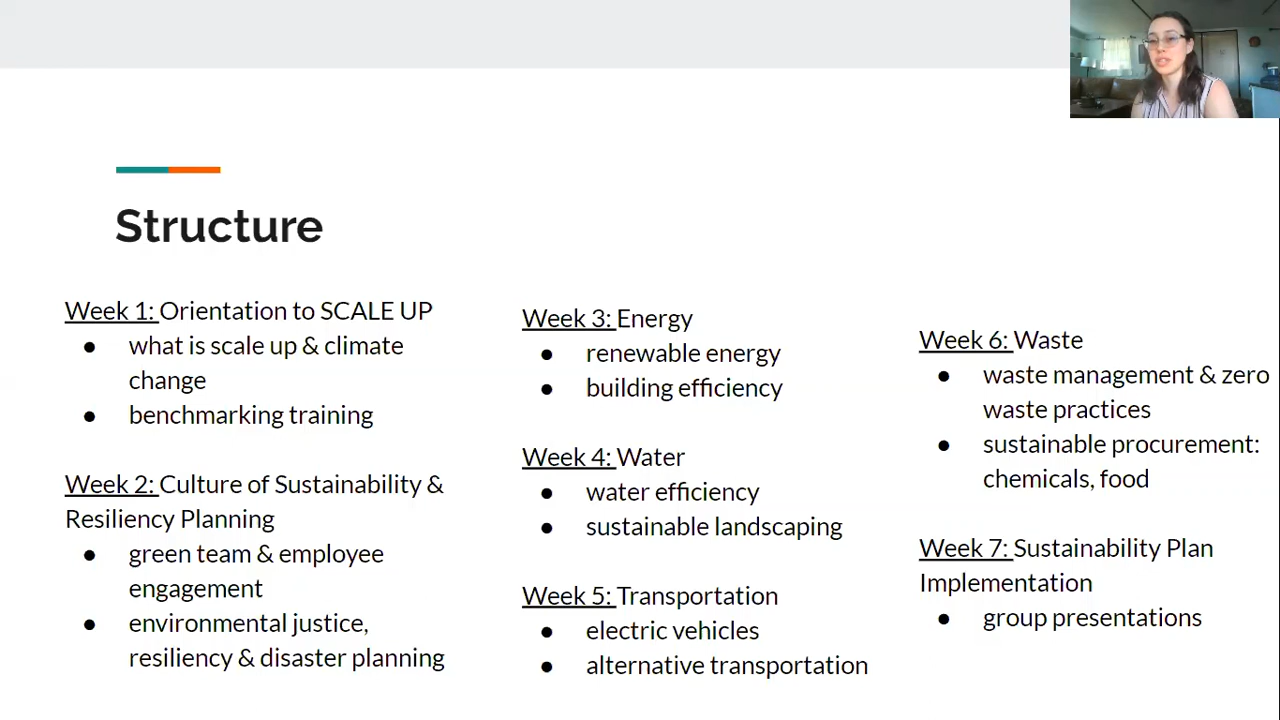 Structure
Week 1: Orientation to SCALE UP
● what is scale up & climate
change
● benchmarking training
Week 2: Culture of Sustainability &
Resiliency Planning
● green team & employee
engagement
● environmental justice,
resiliency & disaster planning
Week 3: Energy
● renewable energy
● building efficiency
Week 4: Water
● water efficiency
● sustainable landscaping
Week 5: Transportation
● electric vehicles
● alternative transportation
Week 6: Waste
● waste management & zero
waste practices
● sustainable procurement:
chemicals, food
Week 7: Sustainability Plan
Implementation
● group presentations